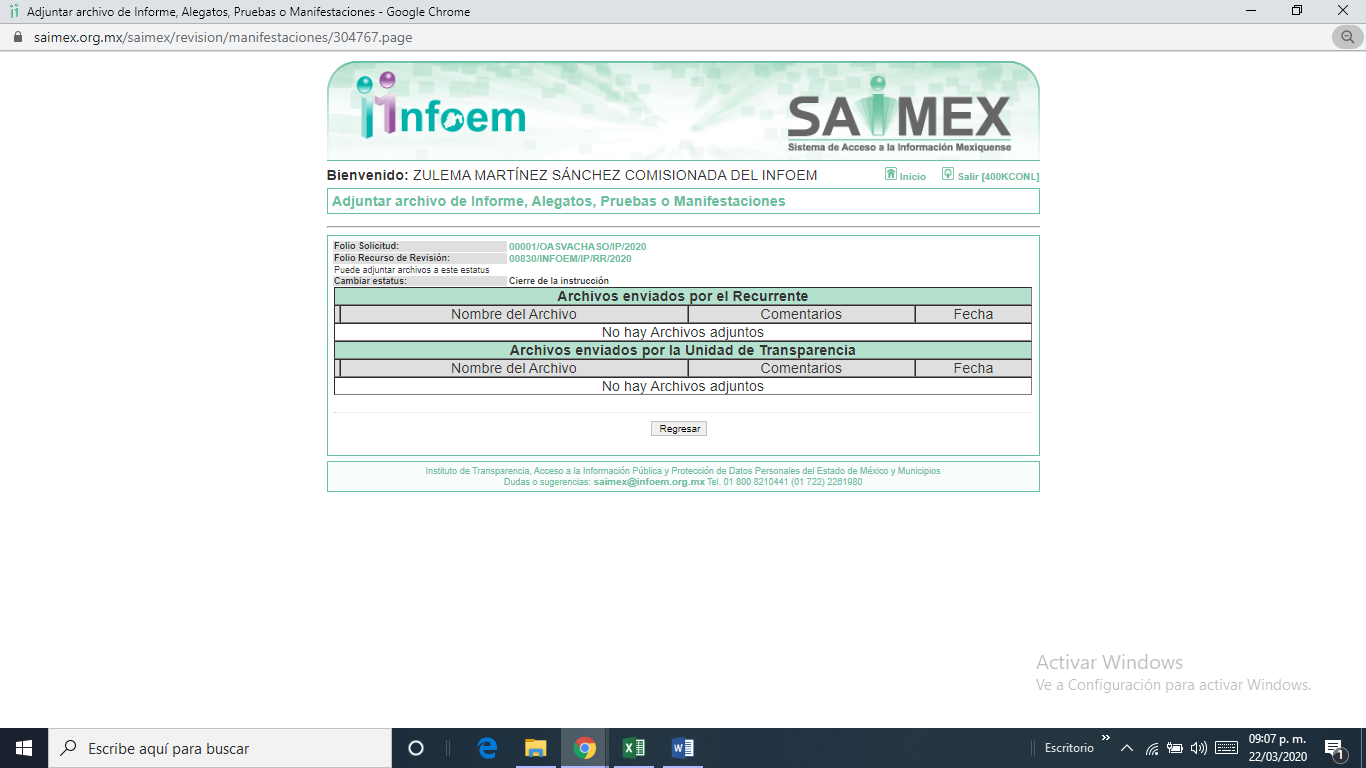 Adjuntar archivo de Informe, Alegatos, Pruebas o Manifestaciones - Google Chrome
saimex.org.mx/saimex/revision/manifestaciones/304767.page
infoem
SAIMEX
Sistema de Acceso a la Información Mexiquense
Bienvenido: ZULEMA MARTÍNEZ SÁNCHEZ COMISIONADA DEL INFOEM Inicio Salir [400KCONL]
Adjuntar archivo de Informe, Alegatos, Pruebas o Manifestaciones
Folio Solicitud: 00001/OASVACHASO/IP/2020
Folio Recurso de Revisión: 00830/INFOEM/IP/RR/2020
Puede adjuntar archivos a este estatus
Cambiar estatus: Cierre de la instrucción
Archivos enviados por el Recurrente
Nombre del Archivo Comentarios Fecha
No hay Archivos adjuntos
Archivos enviados por la Unidad de Transparencia
Nombre del Archivo Comentarios Fecha
No hay Archivos adjuntos
Regresar
Instituto de Transparencia, Acceso a la Información Pública y Protección de Datos Personales del Estado de México y Municipios
Dudas o sugerencias: saimex@infoem.org.mx Tel. 01 800 8210441 (01 722) 2261980
Activar Windows
Ve a Configuración para activar Windows.
Escribe aquí para buscar
Escritorio
09:07 p. m.
22/03/2020
1